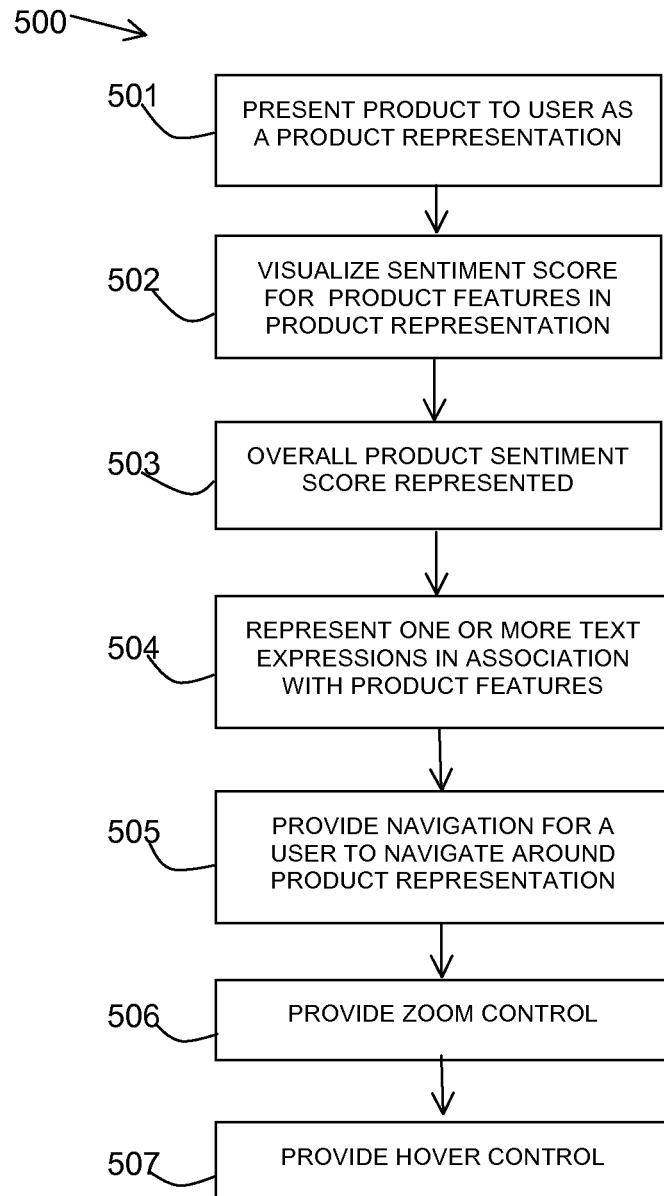 500
501
PRESENT PRODUCT TO USER AS
A PRODUCT REPRESENTATION
502
VISUALIZE SENTIMENT SCORE
FOR PRODUCT FEATURES IN
PRODUCT REPRESENTATION
503
OVERALL PRODUCT SENTIMENT
SCORE REPRESENTED
504
REPRESENT ONE OR MORE TEXT
EXPRESSIONS IN ASSOCIATION
WITH PRODUCT FEATURES
505
PROVIDE NAVIGATION FOR A
USER TO NAVIGATE AROUND
PRODUCT REPRESENTATION
506
PROVIDE ZOOM CONTROL
507
PROVIDE HOVER CONTROL